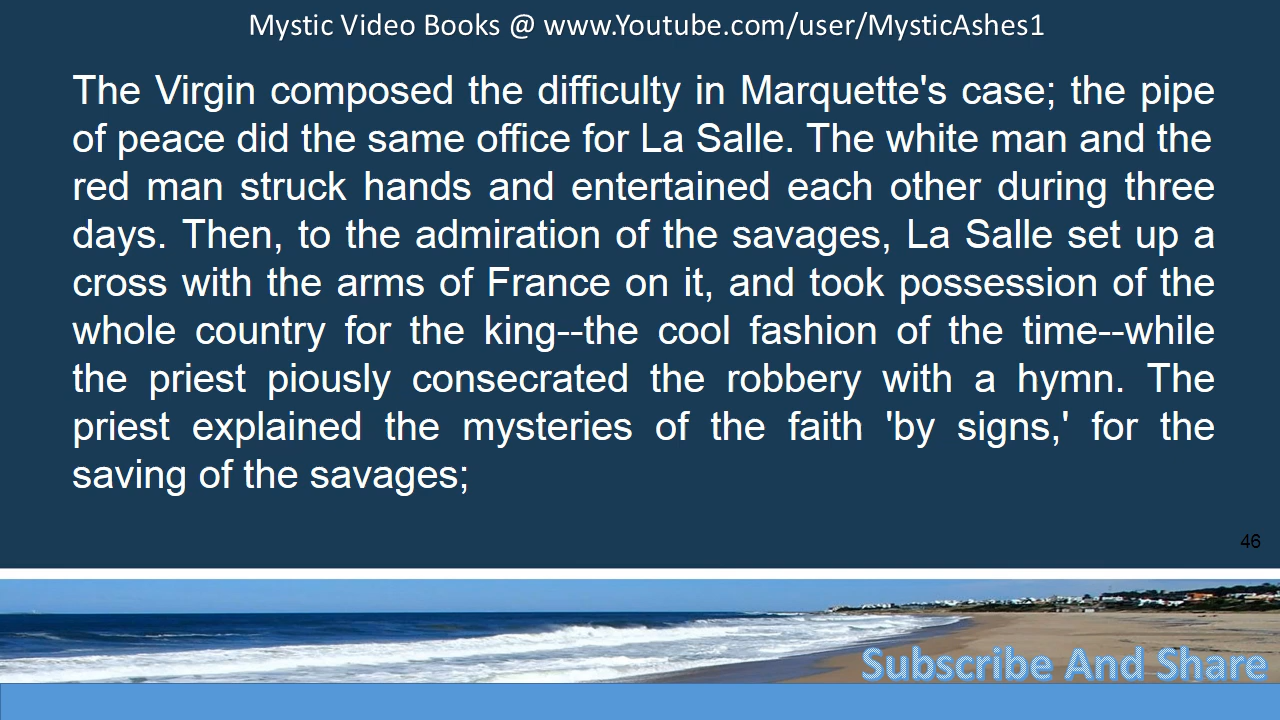 Mystic Video Books @ www.Youtube.com/user/MysticAshes1
The Virgin composed the difficulty in Marquette's case; the pipe
of peace did the same office for La Salle. The white man and the
red man struck hands and entertained each other during three
days. Then, to the admiration of the savages, La Salle set up a
cross with the arms of France on it, and took possession of the
whole country for the king--the cool fashion of the time--while
the priest piously consecrated the robbery with a hymn. The
priest explained the mysteries of the faith 'by signs,' for the
saving of the savages;
46
Subscribe And Share